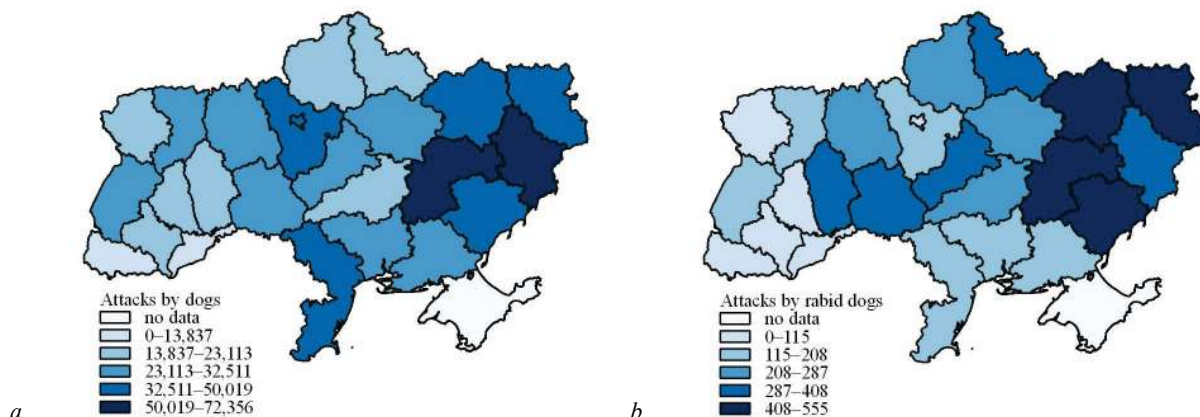 Attacks by dogs
no data
0–13,837
13,837–23,113
23,113–32,511
32,511–50,019
50,019–72,356
a
Attacks by rabid dogs
no data
0–115
115–208
208–287
287–408
408–555
b